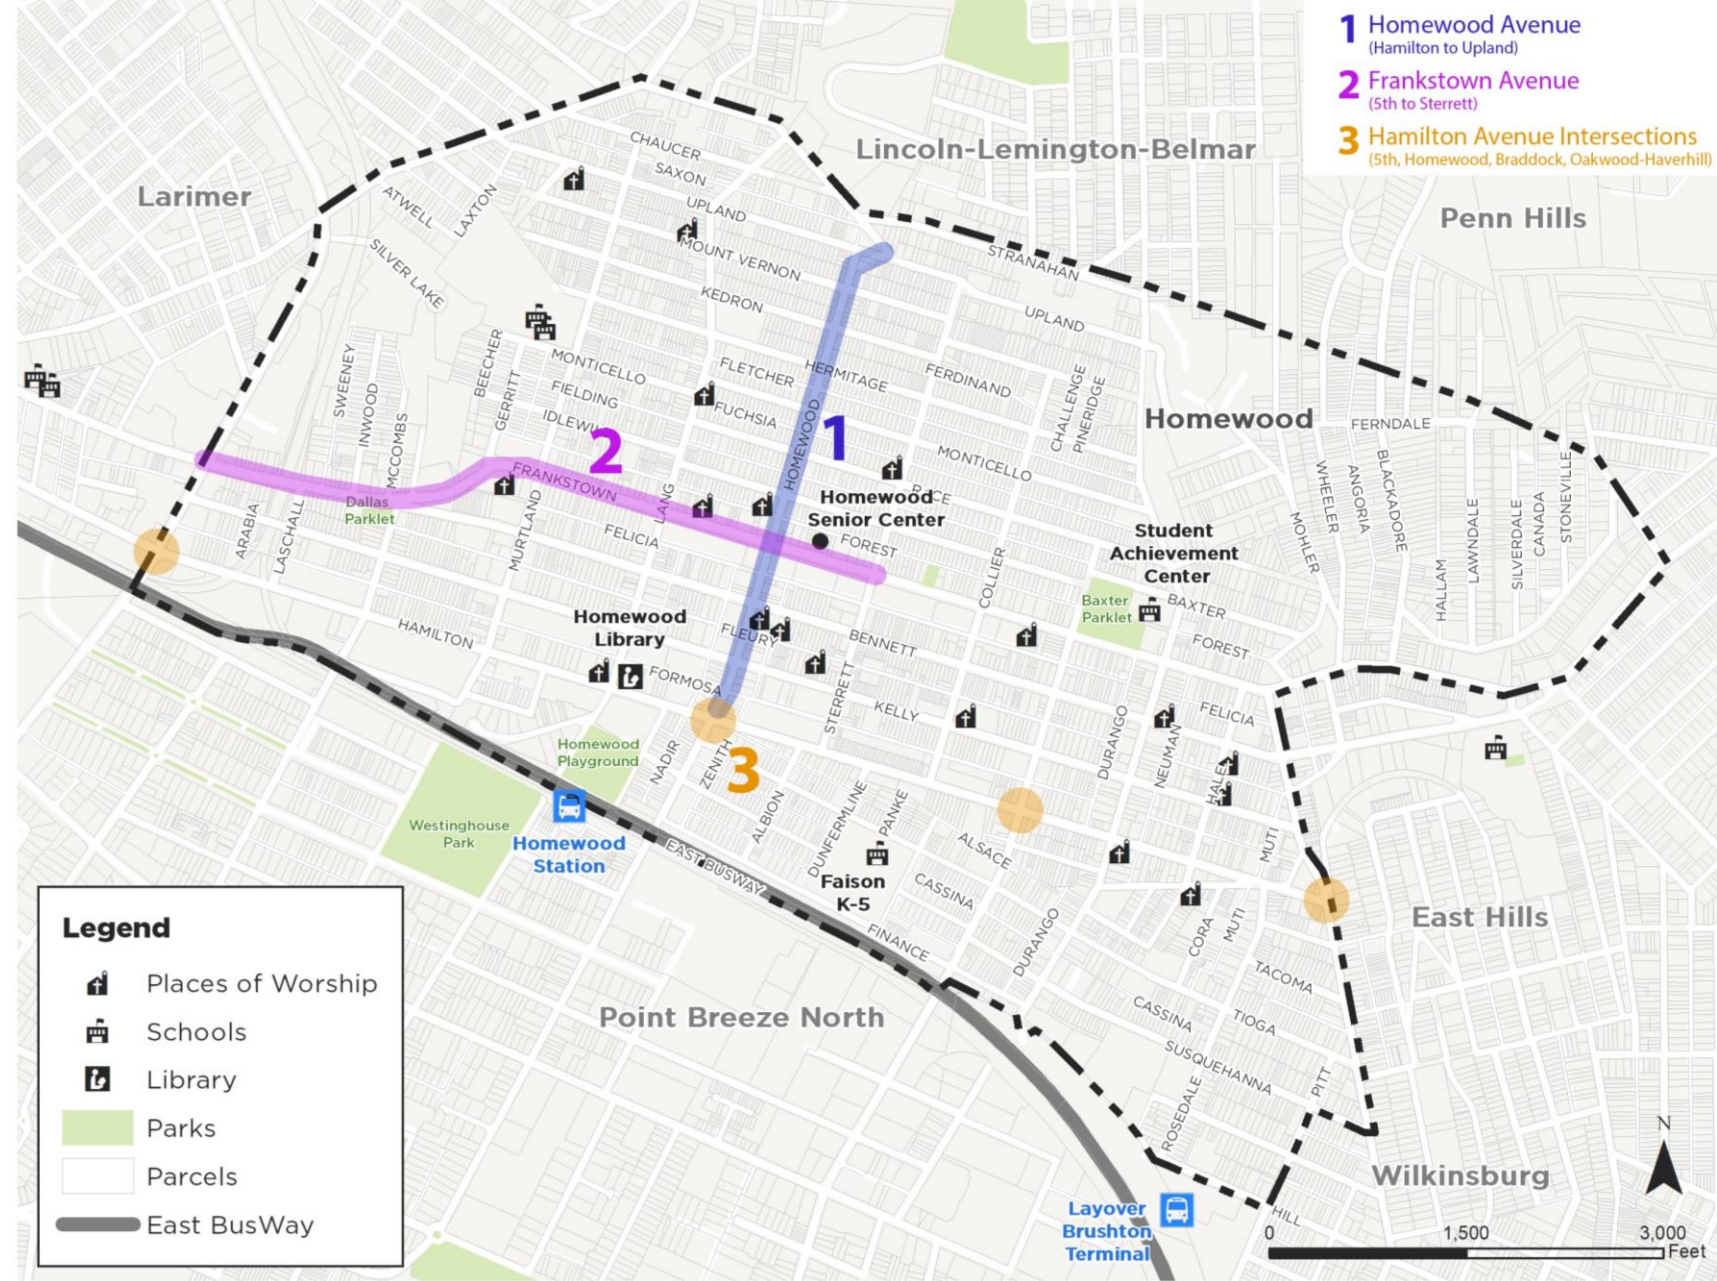 1 Homewood Avenue
(Hamilton to Upland)
2 Frankstown Avenue
(5th to Sterrett)
3 Hamilton Avenue Intersections
(5th, Homewood, Braddock, Oakwood-Haverhill)
Lincoln-Lemington-Belmar
Larimer
Penn Hills
CHAUCER
SAXON
UPLAND
ATWELL
LAXTON
SILVER LAKE
MOUNT VERNON
STRANAHAN
KEDRON
UPLAND
SWEENEY
INWOOD
MCCOMBS
BEECHER
GERRITT
MONTICELLO
FIELDING
FLETCHER
HERMITAGE
FERDINAND
FUCHSIA
CHALLENGE
PINERIDGE
Homewood
FERNDALE
2
1
HOMEWOOD
MONTICELLO
FRANKSTOWN
LANG
Homewood
Senior Center
FOREST
Dallas
Parklet
ARABIA
LASCHALL
MURTLAND
FELICIA
COLLIER
Student
Achievement
Center
MOHLER
WHEELER
ANGORIA
BLACKADORE
HALLAM
LAWNDALE
SILVERDALE
CANADA
STONEVILLE
Baxter
Parklet
BAXTER
FOREST
HAMILTON
Homewood
Library
FLEURY
BENNETT
FORMOSA
STERRETT
KELLY
FELICIA
DURANGO
NEUMAN
HALE
Homewood
Playground
NADIR
ZENITH
3
ALBION
DUNFERMLINE
PANKE
ALSACE
MUTI
Westinghouse
Park
Homewood
Station
EAST BUSWAY
Faison
K-5
CASSINA
FINANCE
DURANGO
CORA
MUTI
East Hills
TACOMA
CASSINA
TIOGA
SUSQUEHANNA
PITT
ROSEDALE
Point Breeze North
Wilkinsburg
HILL
Layover
Brushton
Terminal
Legend
Places of Worship
Schools
Library
Parks
Parcels
East BusWay
N
0 1,500 3,000
Feet